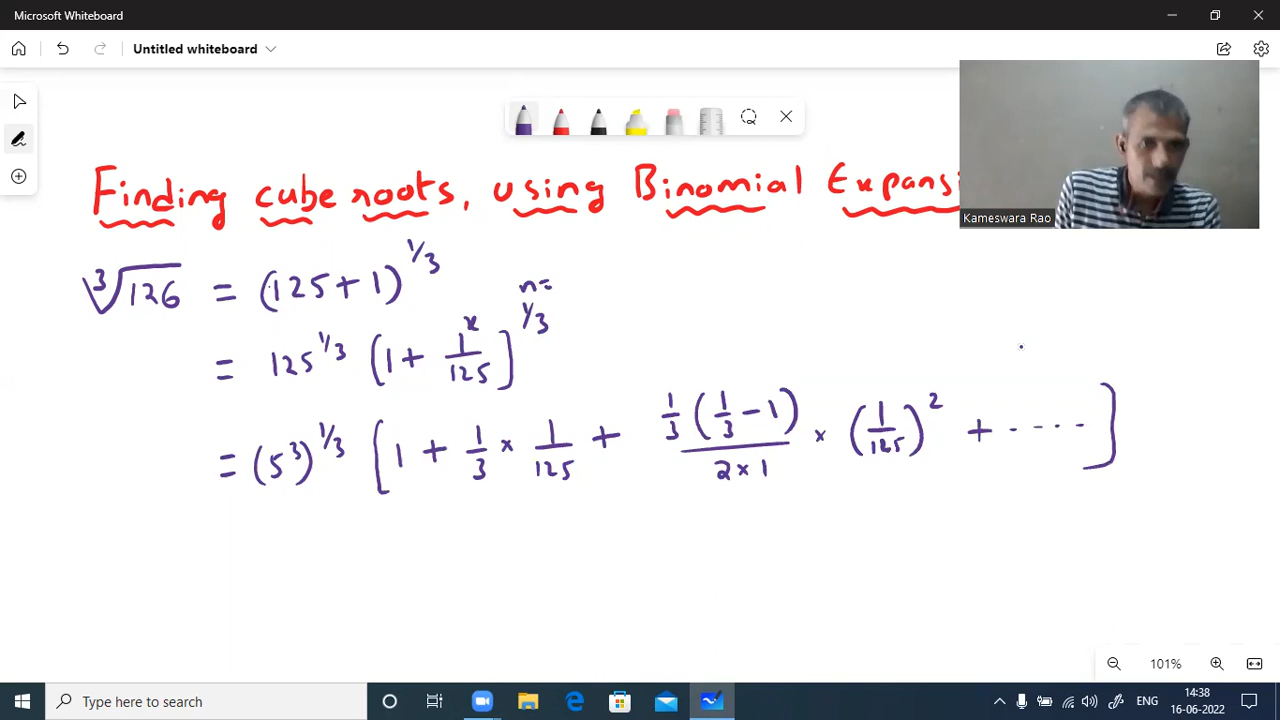 Microsoft Whiteboard
Untitled whiteboard
Kameswara Rao
Finding cube roots, using Binomial Expansi
∛126 = (125+1)^1/3
n=
1/3
= 125^1/3 (1 + 1/125]
x
= (5^3)^1/3 [1 + 1/3 × 1/125 + 1/3(1/3 − 1)/2×1 × (1/125)^2 + ·····]
101%
Type here to search
ENG
14:38
16-06-2022